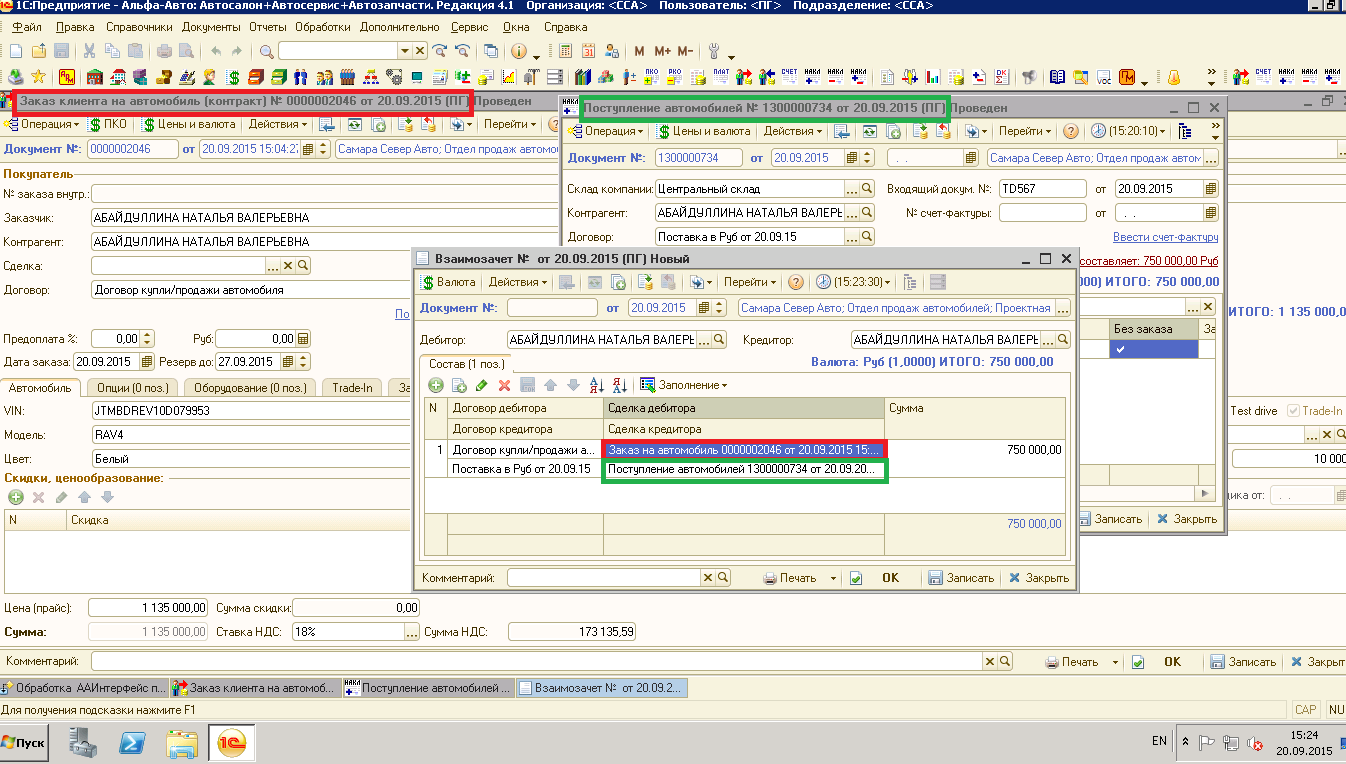 1С:Предприятие - Альфа-Авто: Автосалон+Автосервис+Автозапчасти. Редакция 4.1 Организация: <ССА> Пользователь: <ПГ> Подразделение: <ССА>
Файл Правка Справочники Документы Отчеты Обработки Дополнительно Сервис Окна Справка
M M+ M-
Заказ клиента на автомобиль (контракт) № 0000002046 от 20.09.2015 (ПГ) Проведен
Операция ПКО Цены и валюта Действия Перейти
Документ №: 0000002046 от 20.09.2015 15:04:27 Самара Север Авто; Отдел продаж автомо
Покупатель
№ заказа внутр.:
Заказчик: АБАЙДУЛЛИНА НАТАЛЬЯ ВАЛЕРЬЕВНА
Контрагент: АБАЙДУЛЛИНА НАТАЛЬЯ ВАЛЕРЬЕВНА
Сделка:
Договор: Договор купли/продажи автомобиля
По
Предоплата %: 0,00 Руб: 0,00
Дата заказа: 20.09.2015 Резерв до: 27.09.2015
Автомобиль Опции (0 поз.) Оборудование (0 поз.) Trade-In За
VIN: JTMBDREV10D079953
Модель: RAV4
Цвет: Белый
Скидки, ценообразование:
N Скидка
Цена (прайс): 1 135 000,00 Сумма скидки: 0,00
Сумма: 1 135 000,00 Ставка НДС: 18% ... Сумма НДС: 173 135,59
Комментарий:
Печать OK Записать Закрыт
Поступление автомобилей № 1300000734 от 20.09.2015 (ПГ) Проведен
Операция Цены и валюта Действия Перейти (15:20:10)
Документ №: 1300000734 от 20.09.2015 . . Самара Север Авто; Отдел продаж автом ...
Склад компании: Центральный склад ... Входящий докум. №: TD567 от 20.09.2015
Контрагент: АБАЙДУЛЛИНА НАТАЛЬЯ ВАЛЕРЬ ... № счет-фактуры: от . .
Договор: Поставка в Руб от 20.09.15 ... Ввести счет-фактуру
составляет: 750 000,00 Руб
00) ИТОГО: 750 000,00
Без заказа За
Записать Закрыть
ИТОГО: 1 135 000,0
Test drive Trade-In
10 000
ика от: . .
Взаимозачет № от 20.09.2015 (ПГ) Новый
Валюта Действия Перейти (15:23:30)
Документ №: от 20.09.2015 Самара Север Авто; Отдел продаж автомобилей; Проектная ...
Дебитор: АБАЙДУЛЛИНА НАТАЛЬЯ ВАЛЕРЬ ... Кредитор: АБАЙДУЛЛИНА НАТАЛЬЯ ВАЛЕРЬ ...
Состав (1 поз.) Валюта: Руб (1,0000) ИТОГО: 750 000,00
Заполнение
N Договор дебитора Сделка дебитора Сумма
Договор кредитора Сделка кредитора
1 Договор купли/продажи а... Заказ на автомобиль 0000002046 от 20.09.2015 15:... 750 000,00
Поставка в Руб от 20.09.15 Поступление автомобилей 1300000734 от 20.09.20...
750 000,00
Комментарий: Печать OK Записать Закрыть
Обработка ААИнтерфейс п... Заказ клиента на автомоб... Поступление автомобилей ... Взаимозачет № от 20.09.2...
Для получения подсказки нажмите F1 CAP NU
Пуск EN 15:24
20.09.2015